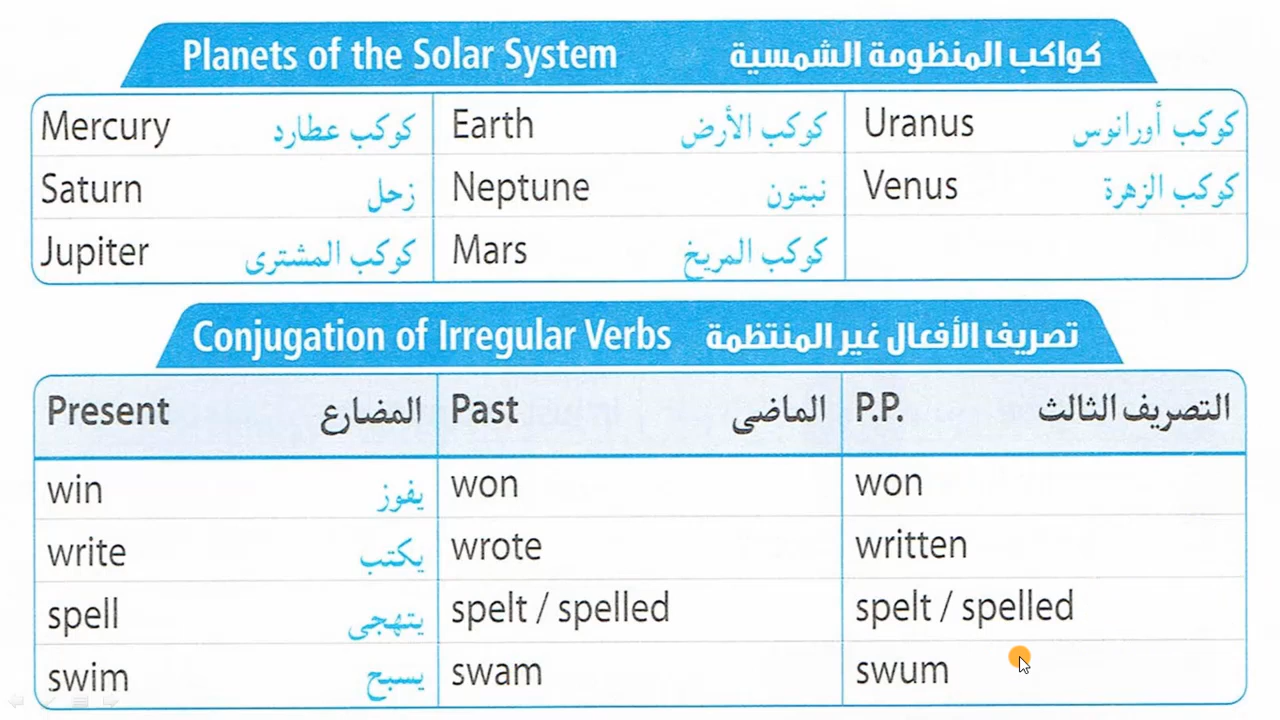 Planets of the Solar System كواكب المنظومة الشمسية
Mercury كوكب عطارد Earth كوكب الأرض Uranus كوكب أورانوس
Saturn زحل Neptune نبتون Venus كوكب الزهرة
Jupiter كوكب المشترى Mars كوكب المريخ
Conjugation of Irregular Verbs تصريف الأفعال غير المنتظمة
Present المضارع Past الماضى P.P. التصريف الثالث
win يفوز won won
write يكتب wrote written
spell يتهجى spelt / spelled spelt / spelled
swim يسبح swam swum